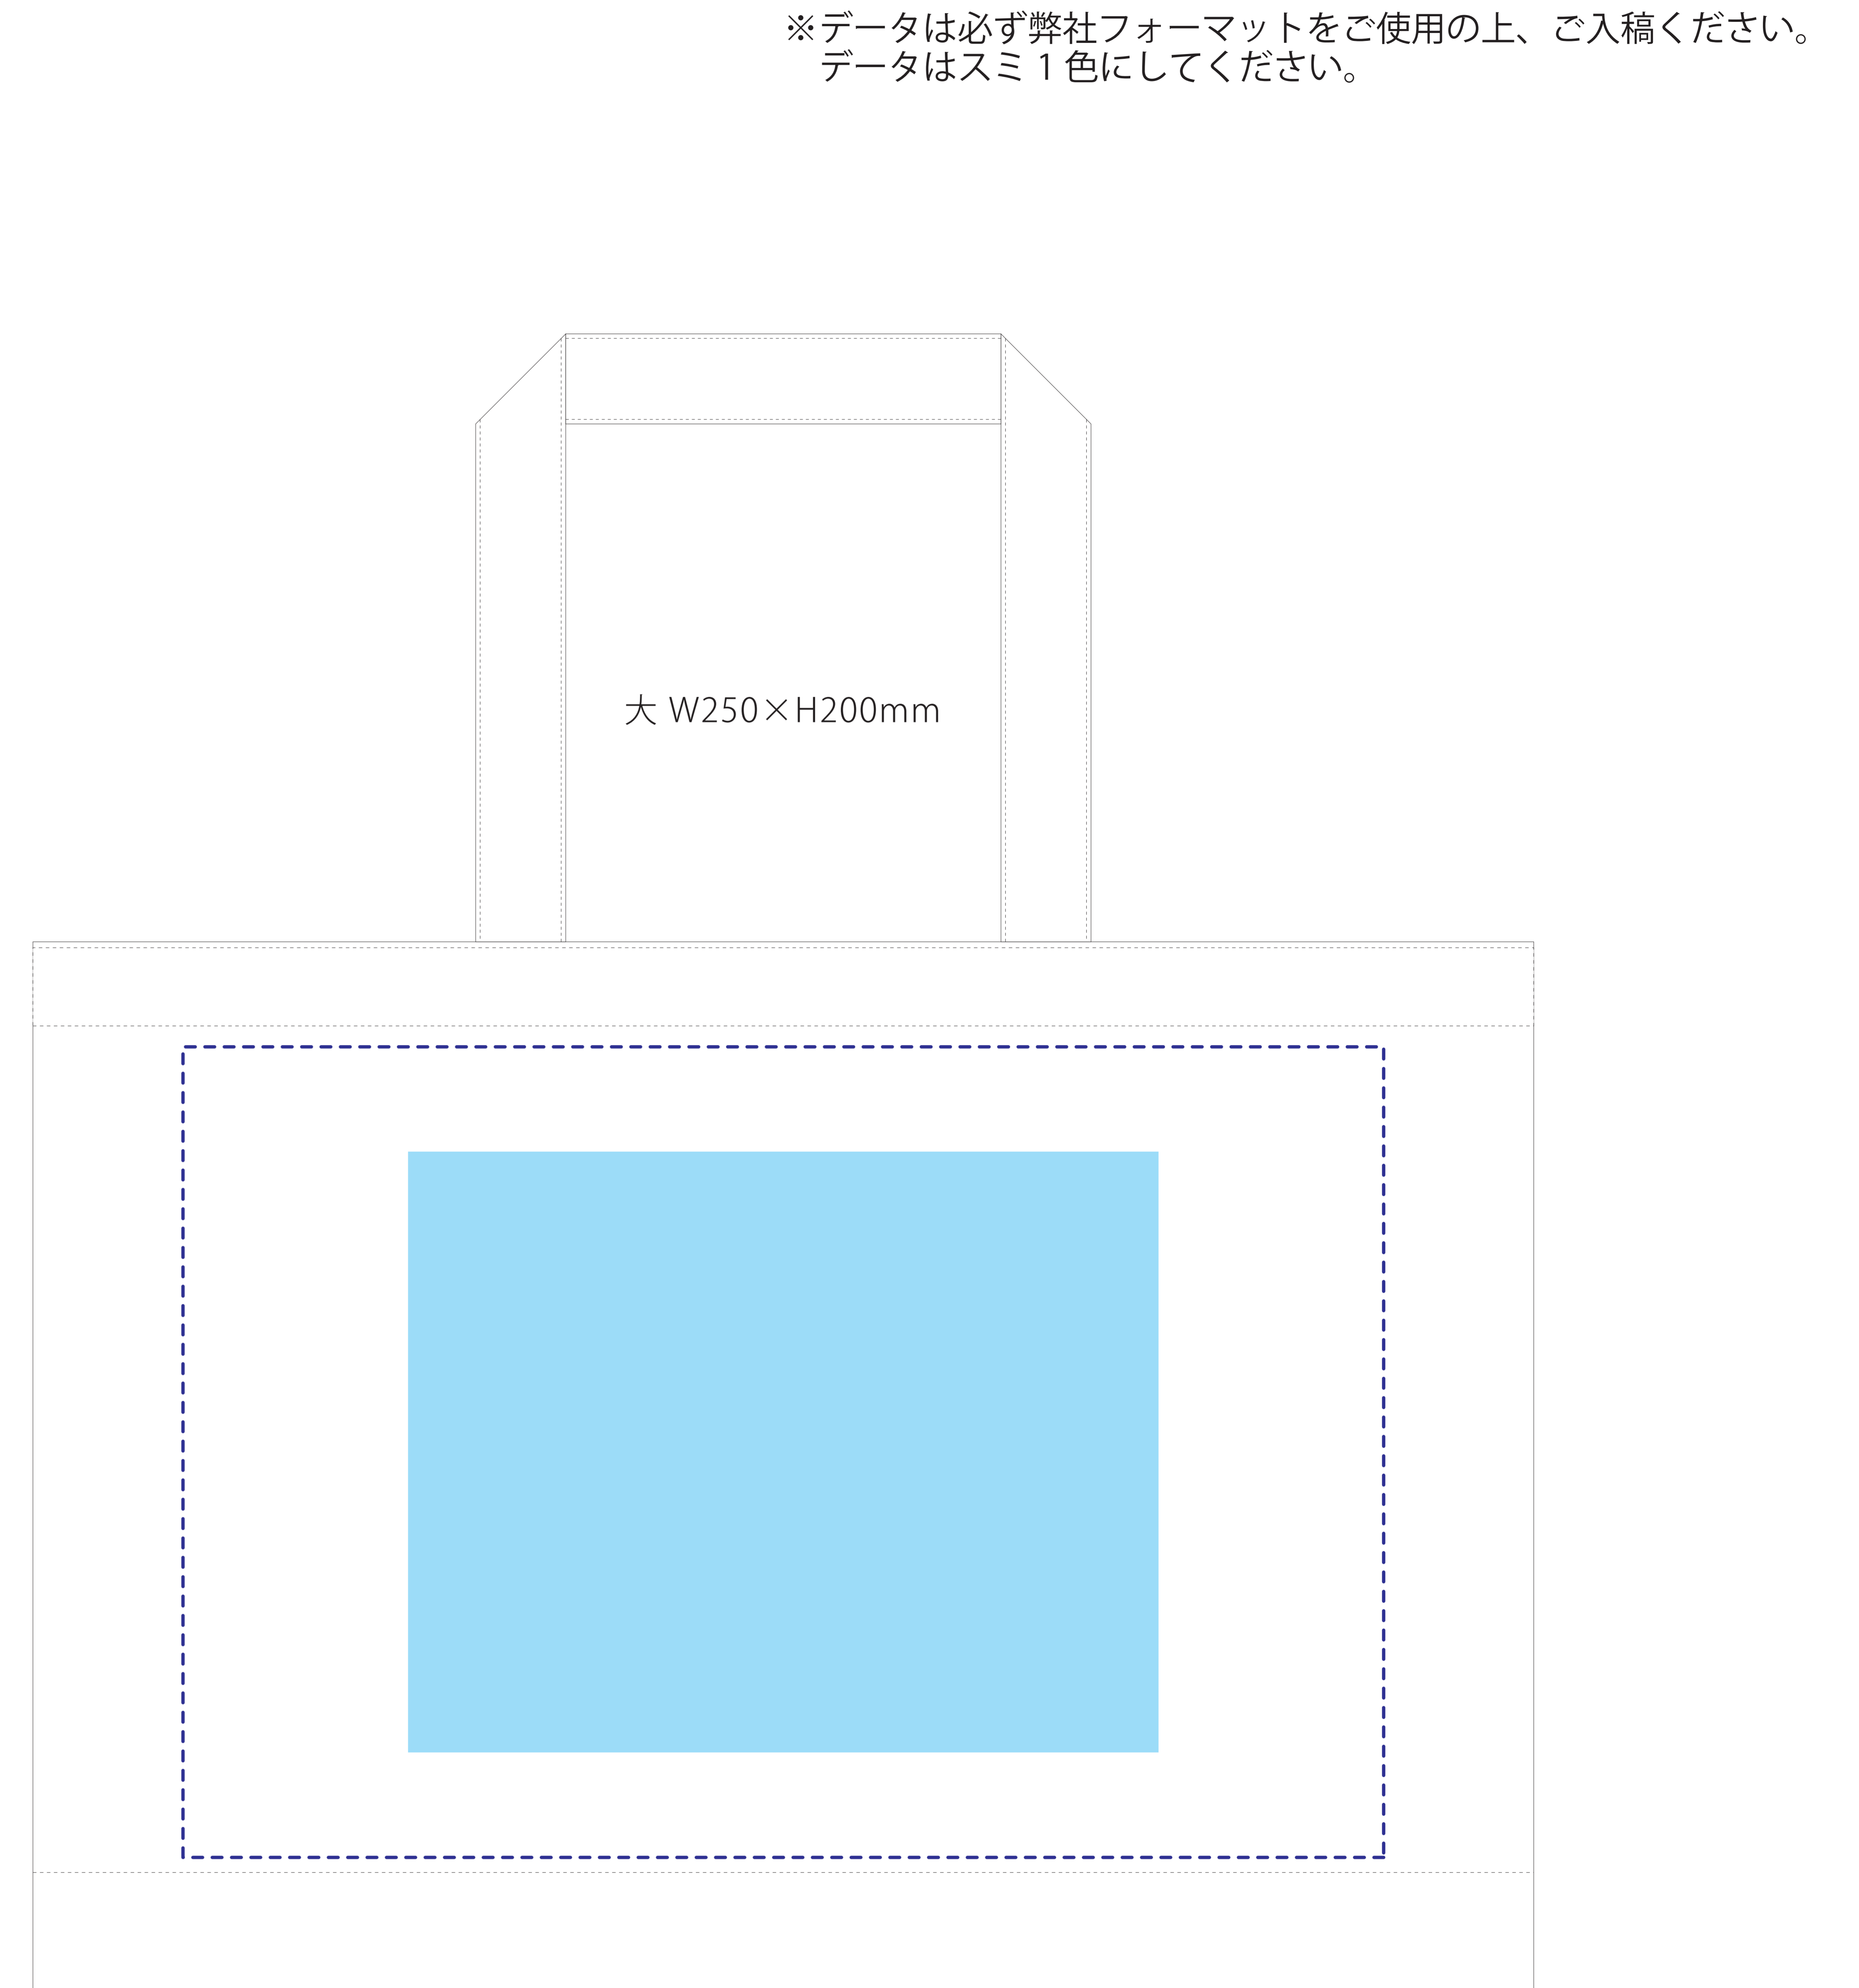 ※データは必ず弊社フォーマットをご使用の上、ご入稿ください。
データはスミ１色にしてください。
大 W250×H200mm